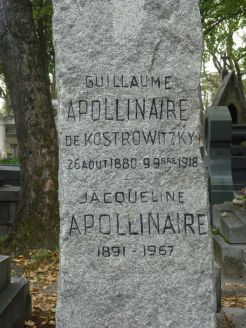 GUILLAUME
APOLLINAIRE
DE KOSTROWITZKY
26 AOUT 1880 · 9 9BRE 1918
JACQUELINE
APOLLINAIRE
1891 - 1967